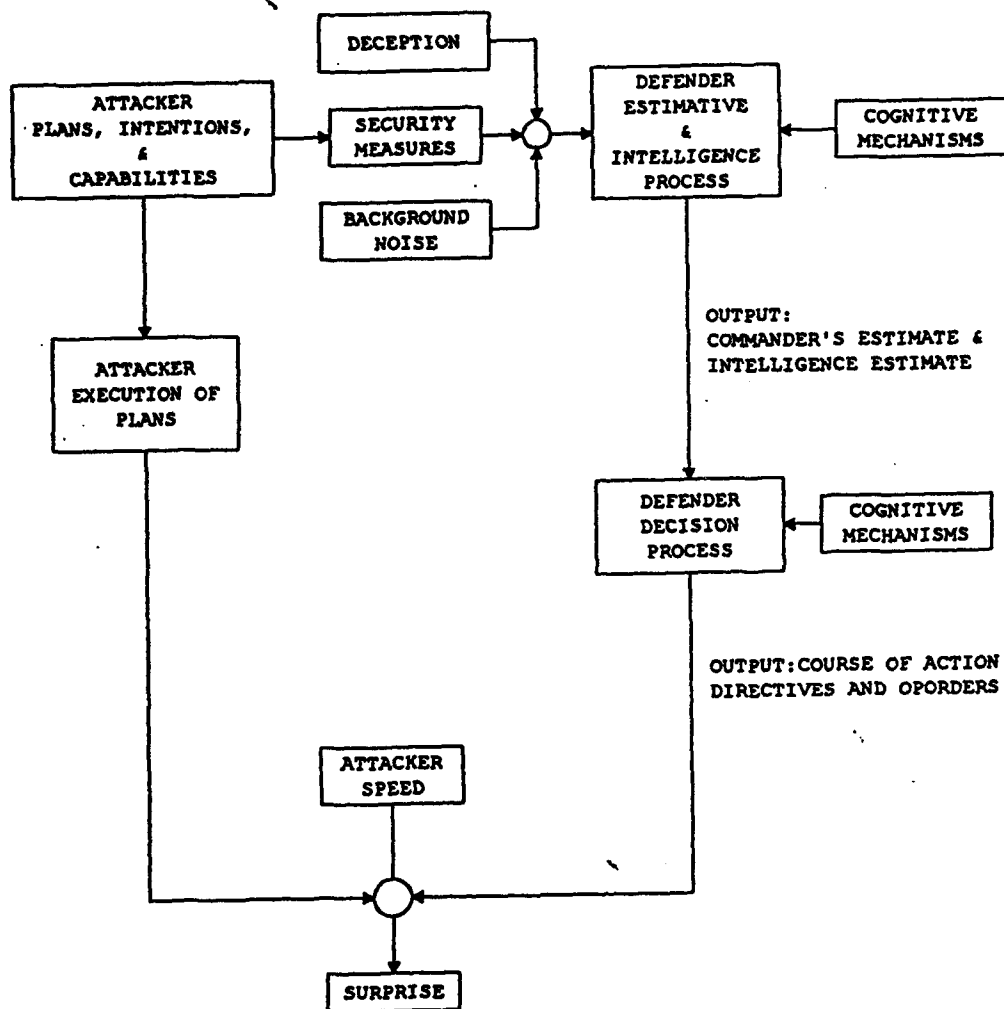 DECEPTION
ATTACKER
PLANS, INTENTIONS,
&
CAPABILITIES
SECURITY
MEASURES
BACKGROUND
NOISE
DEFENDER
ESTIMATIVE
&
INTELLIGENCE
PROCESS
COGNITIVE
MECHANISMS
OUTPUT:
COMMANDER'S ESTIMATE &
INTELLIGENCE ESTIMATE
ATTACKER
EXECUTION OF
PLANS
DEFENDER
DECISION
PROCESS
COGNITIVE
MECHANISMS
OUTPUT:COURSE OF ACTION
DIRECTIVES AND OPORDERS
ATTACKER
SPEED
SURPRISE